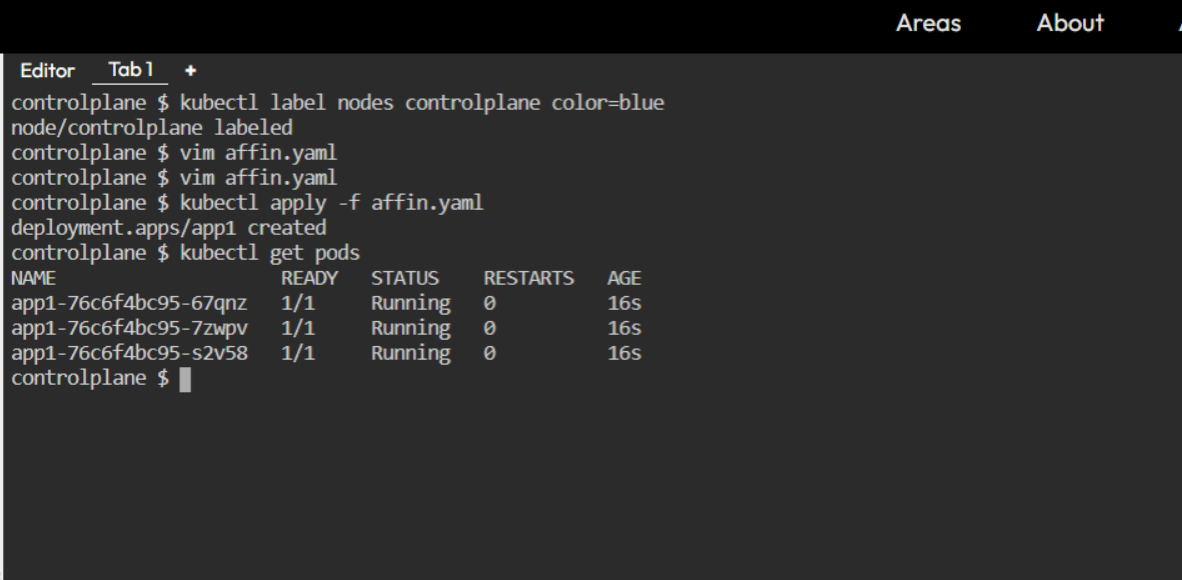 Areas About
Editor Tab 1 +
controlplane $ kubectl label nodes controlplane color=blue
node/controlplane labeled
controlplane $ vim affin.yaml
controlplane $ vim affin.yaml
controlplane $ kubectl apply -f affin.yaml
deployment.apps/app1 created
controlplane $ kubectl get pods
NAME READY STATUS RESTARTS AGE
app1-76c6f4bc95-67qnz 1/1 Running 0 16s
app1-76c6f4bc95-7zwpv 1/1 Running 0 16s
app1-76c6f4bc95-s2v58 1/1 Running 0 16s
controlplane $